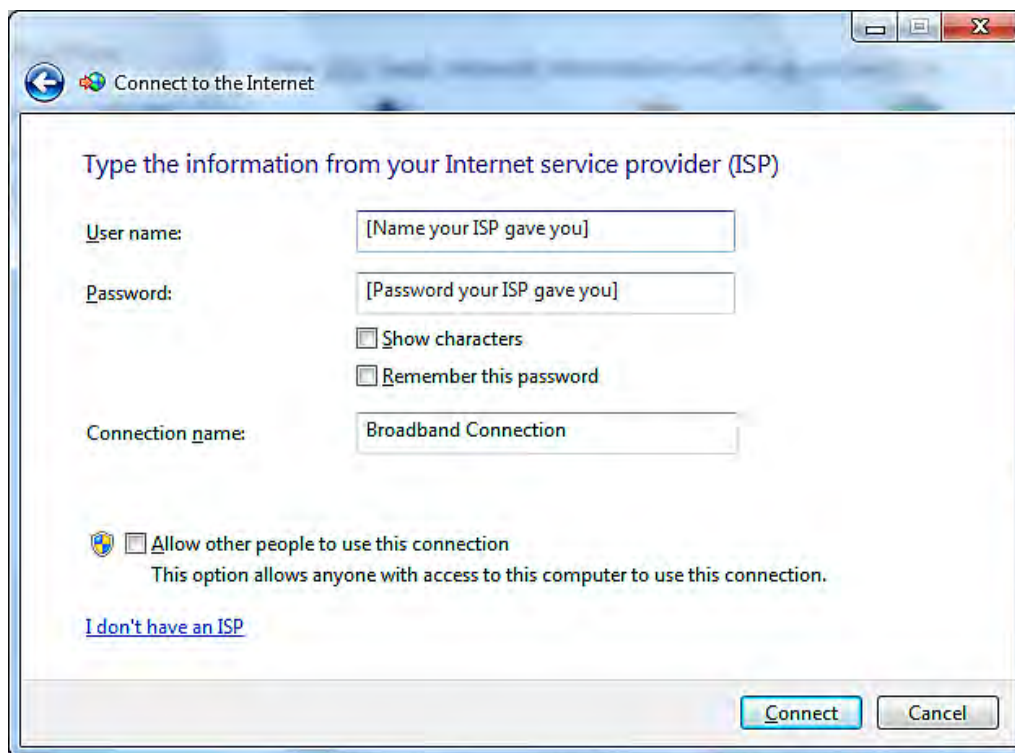 Connect to the Internet
Type the information from your Internet service provider (ISP)
User name:
[Name your ISP gave you]
Password:
[Password your ISP gave you]
Show characters
Remember this password
Connection name:
Broadband Connection
Allow other people to use this connection
This option allows anyone with access to this computer to use this connection.
I don't have an ISP
Connect
Cancel